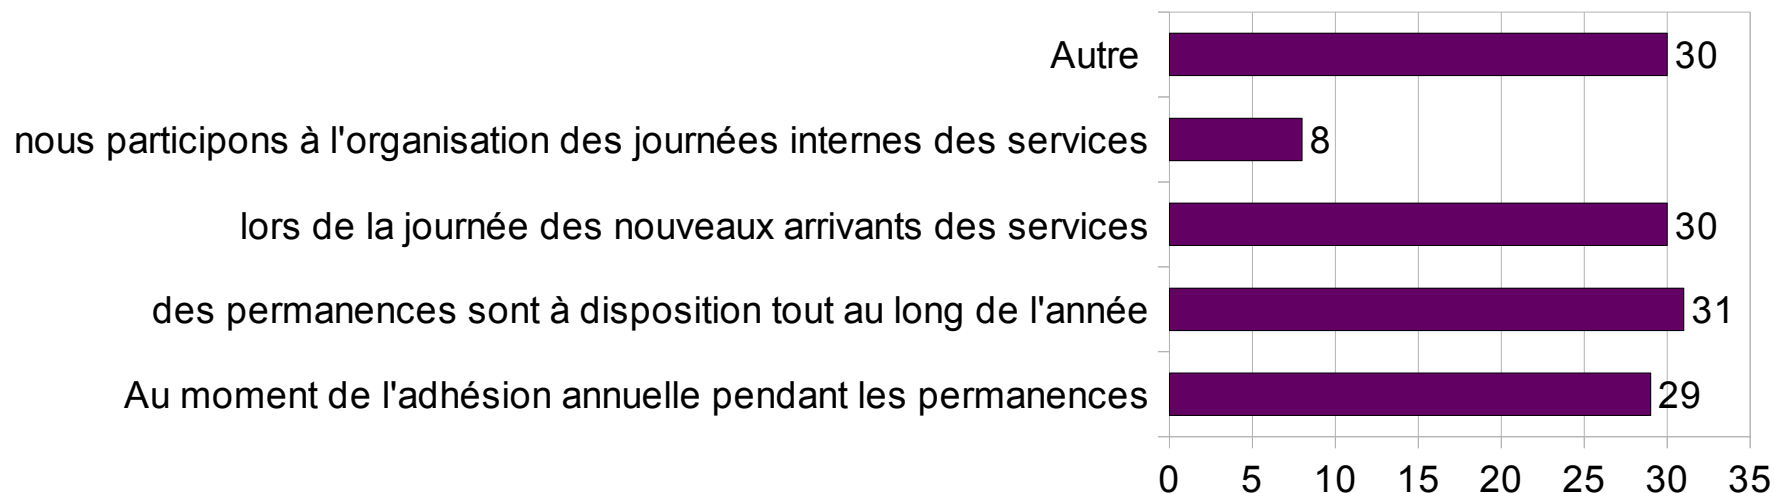 Autre 30
nous participons à l'organisation des journées internes des services 8
lors de la journée des nouveaux arrivants des services 30
des permanences sont à disposition tout au long de l'année 31
Au moment de l'adhésion annuelle pendant les permanences 29
0 5 10 15 20 25 30 35